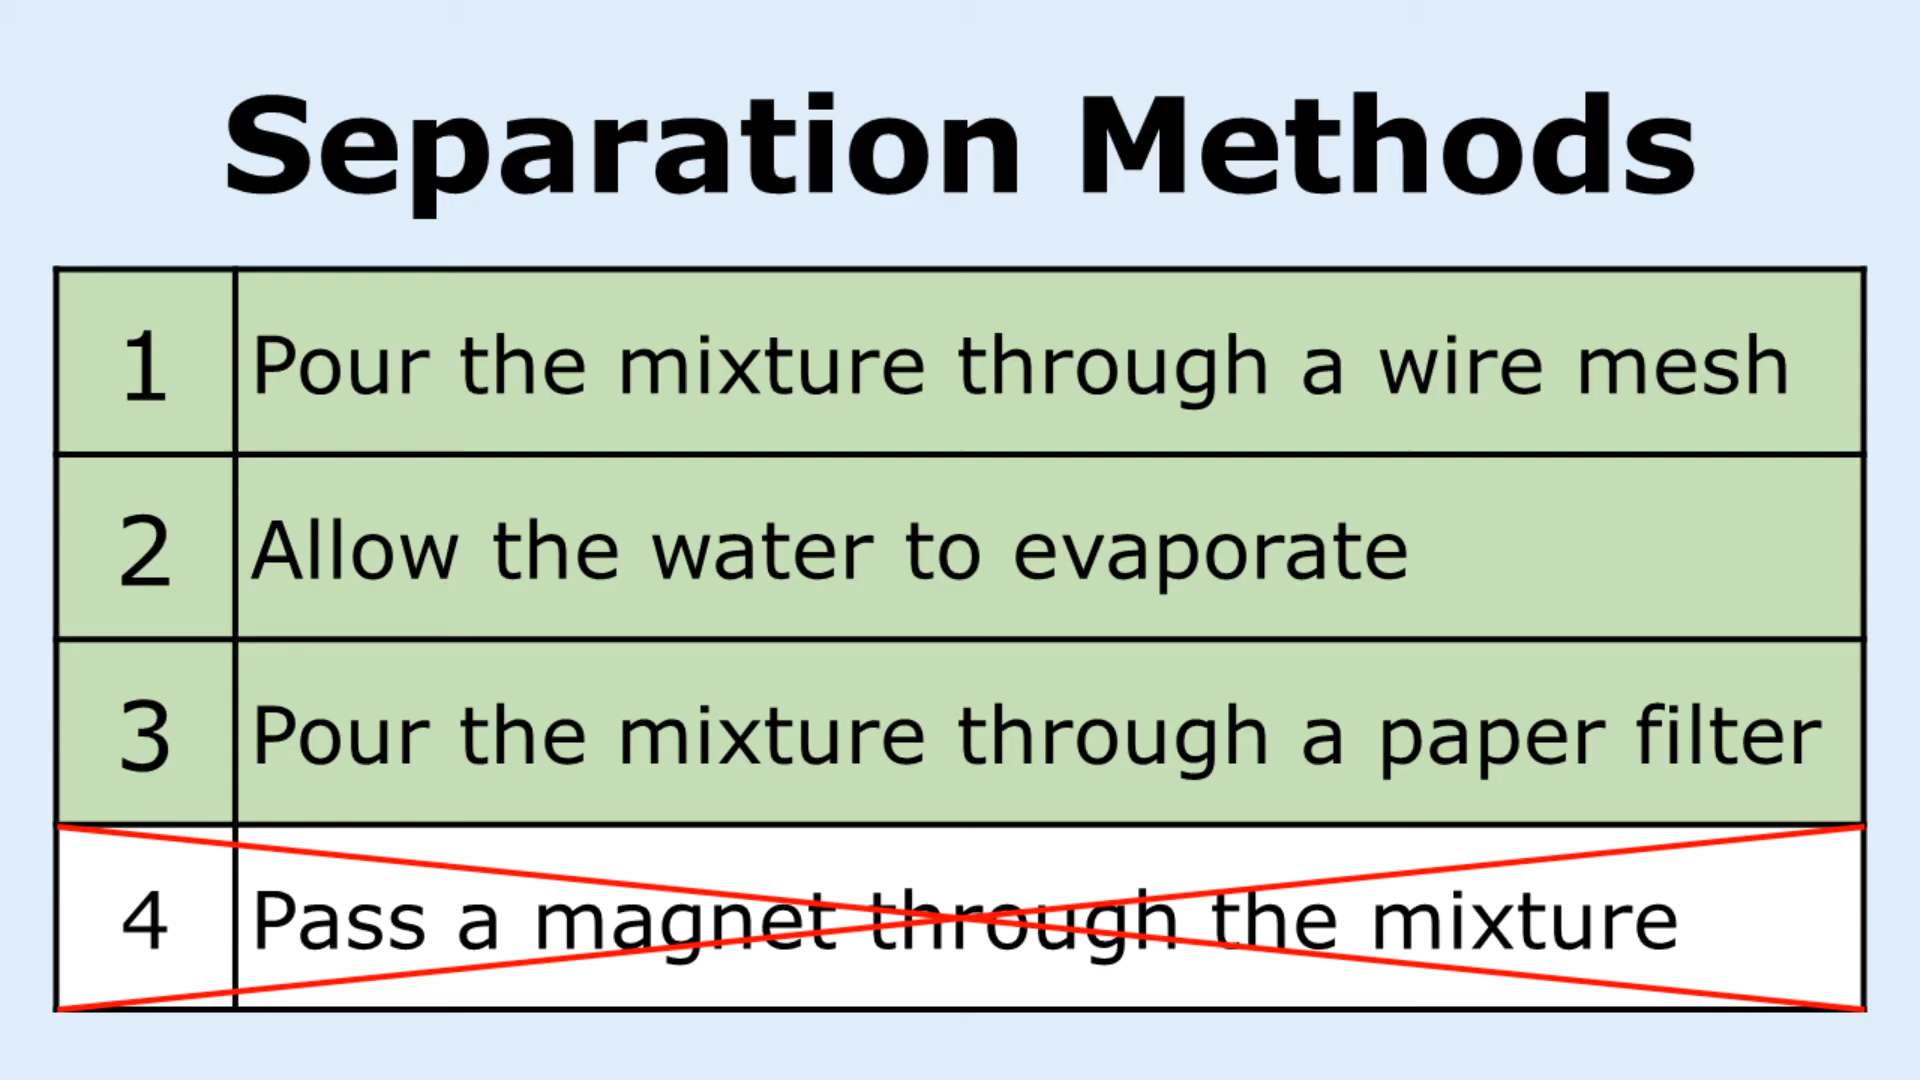 Separation Methods
1 Pour the mixture through a wire mesh
2 Allow the water to evaporate
3 Pour the mixture through a paper filter
4 Pass a magnet through the mixture